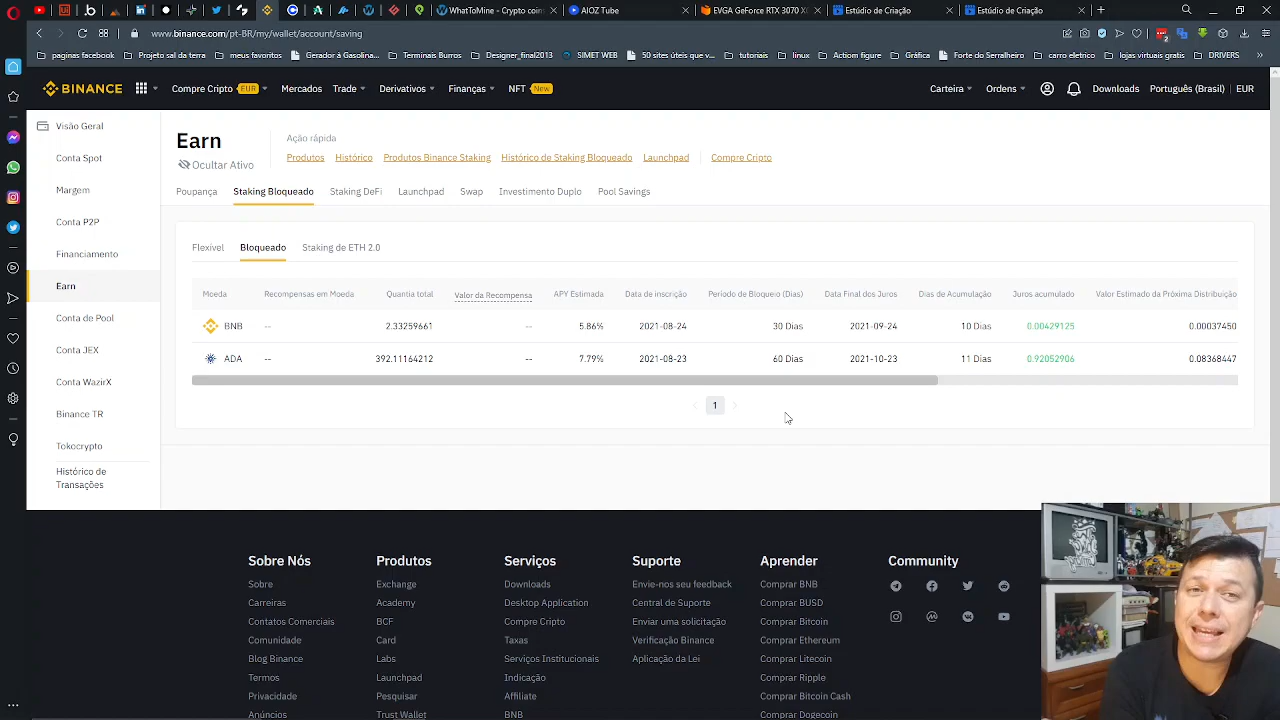 WhatToMine - Crypto coin
AIOZ Tube
EVGA GeForce RTX 3070 X
Estúdio de Criação
Estúdio de Criação
www.binance.com/pt-BR/my/wallet/account/saving
paginas facebook
Projeto sal da terra
meus favoritos
Gerador à Gasolina...
Designer_final2013
SIMET WEB
50 sites úteis que...
tutoriais
Action figure
Gráfica
Forte do Serralheiro
carro eletrico
lojas virtuais gratis
DRIVERS
BINANCE
Compre Cripto EUR
Mercados
Trade
Derivativos
Finanças
NFT New
Carteira
Ordens
Downloads
Português (Brasil)
EUR
Visão Geral
Conta Spot
Margem
Conta P2P
Financiamento
Earn
Conta de Pool
Conta JEX
Conta WazirX
Binance TR
Tokocrypto
Histórico de
Transações
Earn
Ocultar Ativo
Ação rápida
Produtos
Histórico
Produtos Binance Staking
Histórico de Staking Bloqueado
Launchpad
Compre Cripto
Poupança
Staking Bloqueado
Staking DeFi
Launchpad
Swap
Investimento Duplo
Pool Savings
Flexível
Bloqueado
Staking de ETH 2.0
Moeda Recompensas em Moeda Quantia total Valor da Recompensa APY Estimada Data de inscrição Período de Bloqueio (Dias) Data Final dos Juros Dias de Acumulação Juros acumulado Valor Estimado da Próxima Distribuição
BNB -- 2.33259661 -- 5.86% 2021-08-24 30 Dias 2021-09-24 10 Dias 0.00429125 0.00037450
ADA -- 392.11164212 -- 7.79% 2021-08-23 60 Dias 2021-10-23 11 Dias 0.92052906 0.08368447
1
Sobre Nós
Sobre
Carreiras
Contatos Comerciais
Comunidade
Blog Binance
Termos
Privacidade
Anúncios
Produtos
Exchange
Academy
BCF
Card
Labs
Launchpad
Pesquisar
Trust Wallet
Serviços
Downloads
Desktop Application
Compre Cripto
Taxas
Serviços Institucionais
Indicação
Affiliate
BNB
Suporte
Envie-nos seu feedback
Central de Suporte
Enviar uma solicitação
Verificação Binance
Aplicação da Lei
Aprender
Comprar BNB
Comprar BUSD
Comprar Bitcoin
Comprar Ethereum
Comprar Litecoin
Comprar Ripple
Comprar Bitcoin Cash
Comprar Dogecoin
Community